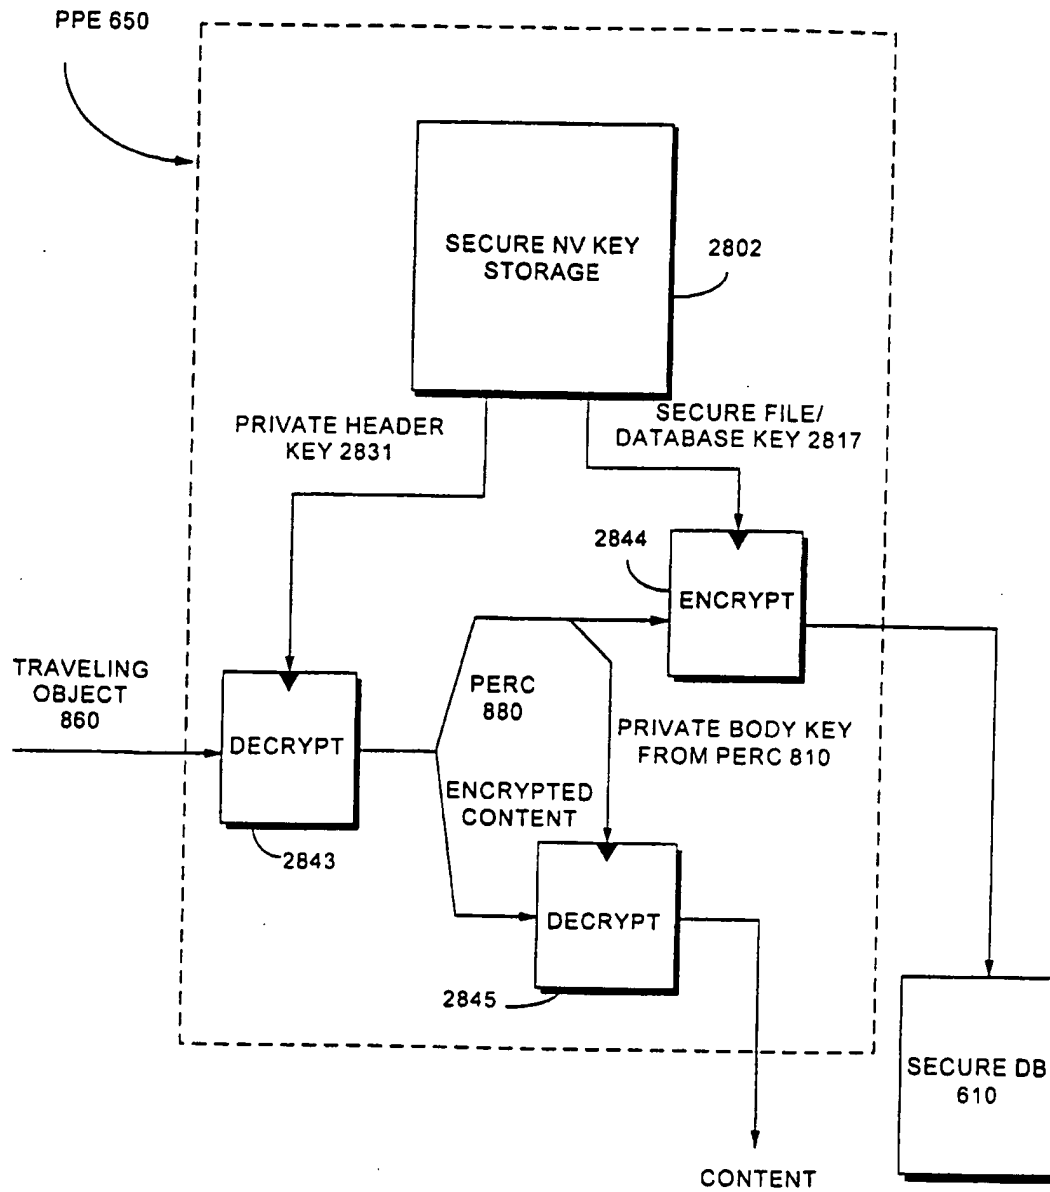 PPE 650
SECURE NV KEY
STORAGE
2802
PRIVATE HEADER
KEY 2831
SECURE FILE/
DATABASE KEY 2817
2844
ENCRYPT
TRAVELING
OBJECT
860
DECRYPT
2843
PERC
880
PRIVATE BODY KEY
FROM PERC 810
ENCRYPTED
CONTENT
DECRYPT
2845
SECURE DB
610
CONTENT